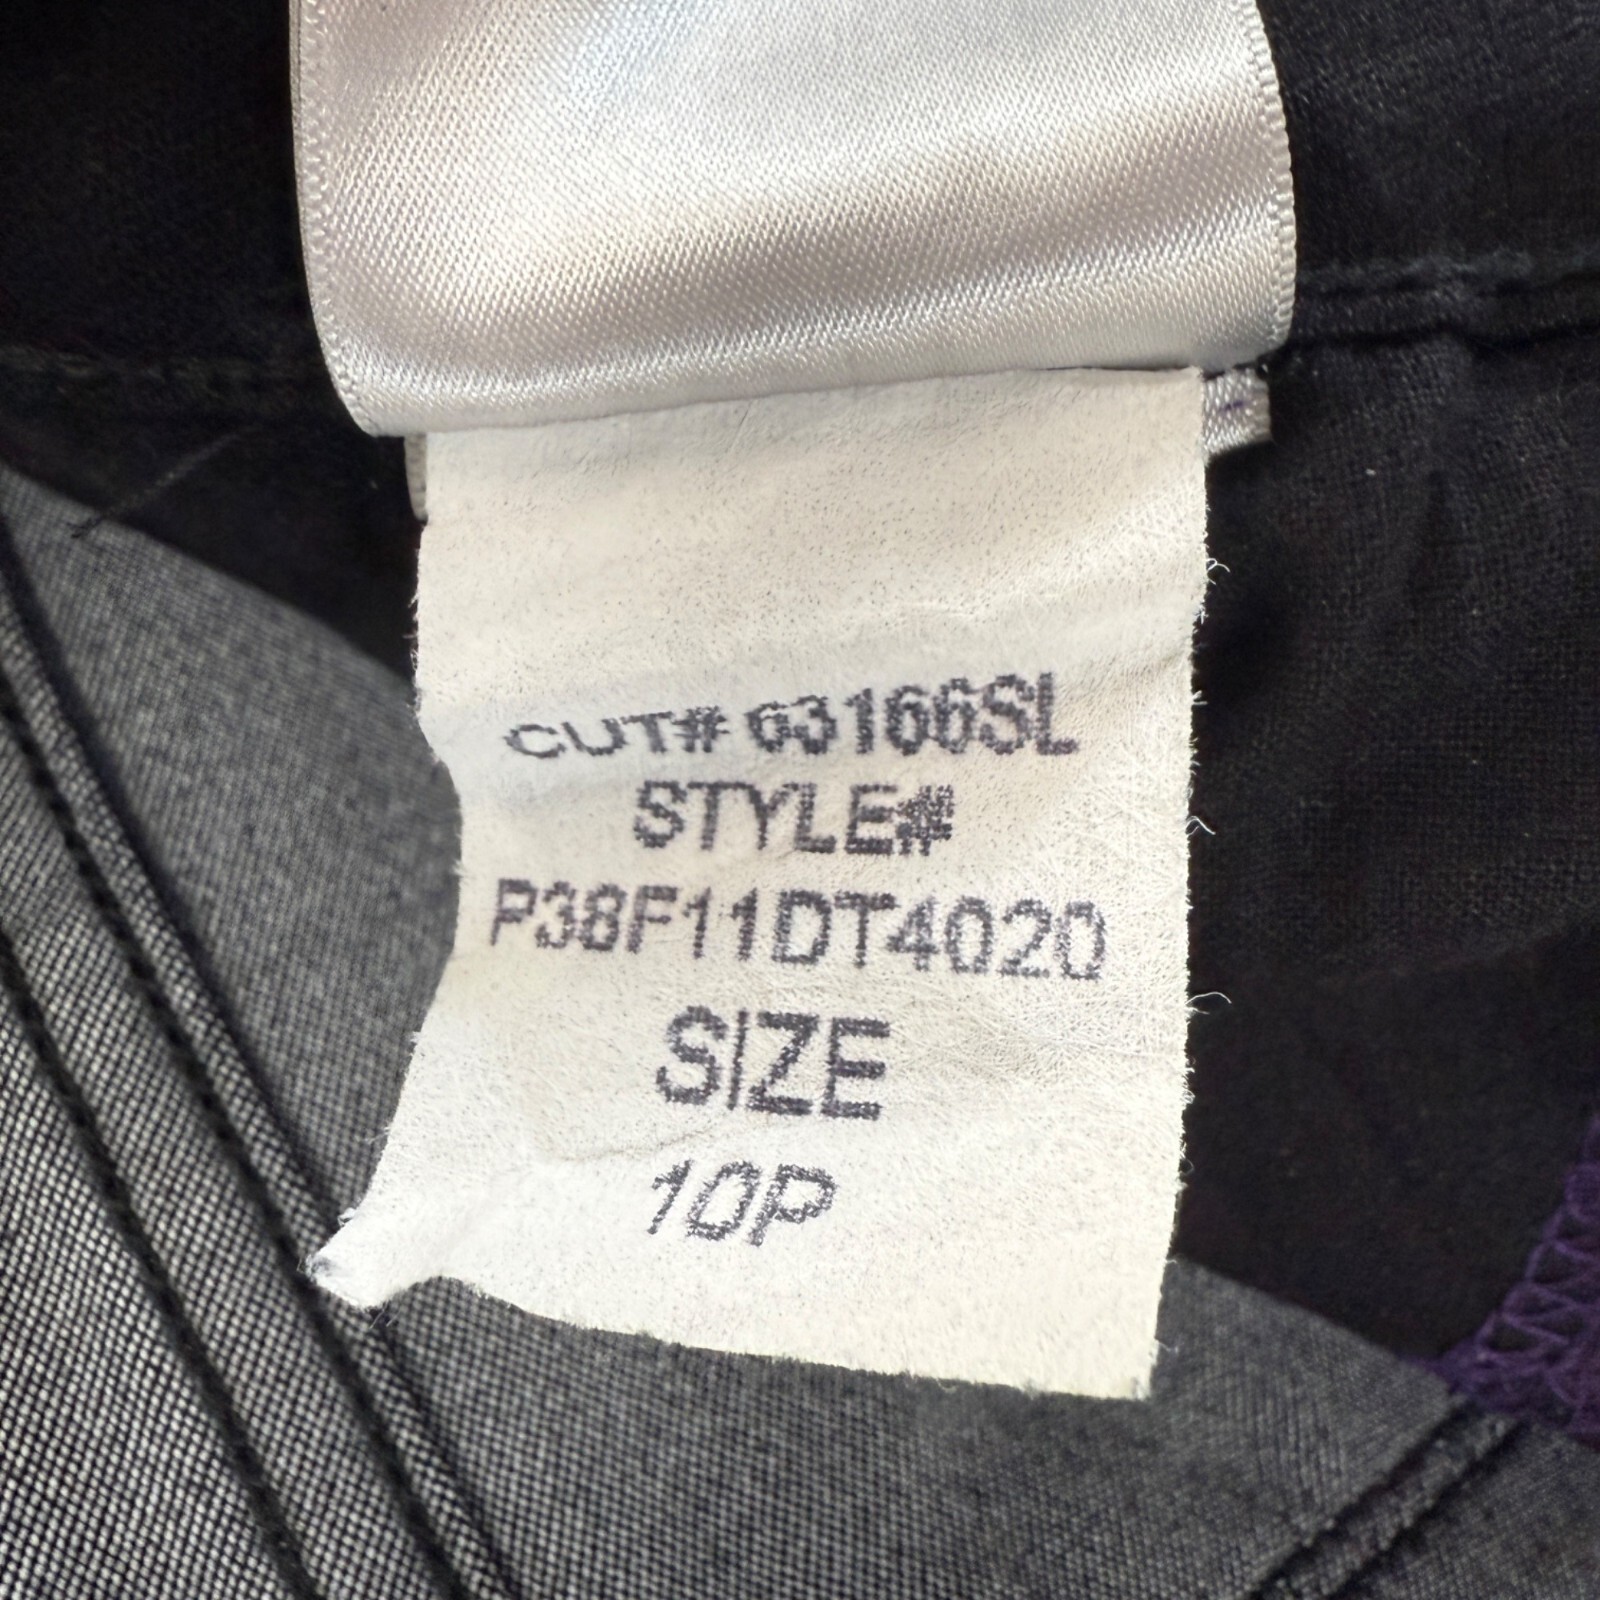 CUT# 63166SL
STYLE#
P38F11DT4020
SIZE
10P